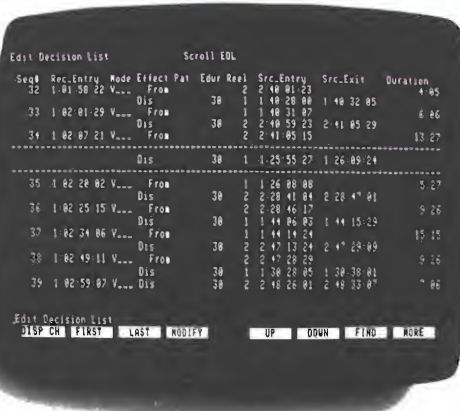 Edit Decision List Scroll EDL
Seq# Rec_Entry Mode Effect Pat Edur Reel Src_Entry Src_Exit Duration
32 1 01 58 22 V___ From 2 2 40 01 23 4:05
Dis 30 1 1 40 28 00 1 40 32 05
33 1 02 01 29 V___ From 1 1 40 31 07 6 06
Dis 30 2 2 40 59 23 2 41 05 29
34 1 02 07 21 V___ From 2 2 41 05 15 13 27
Dis 30 1 1 25 55 27 1 26 09 24
35 1 02 20 02 V___ From 1 1 26 08 08 5 27
Dis 30 2 2 28 41 04 2 28 47 01
36 1 02 25 15 V___ From 2 2 28 46 17 9 26
Dis 30 1 1 44 06 03 1 44 15 29
37 1 02 34 06 V___ From 1 1 44 14 24 15 15
Dis 30 2 2 47 13 24 2 47 29 09
38 1 02 49 11 V___ From 2 2 47 28 29 9 26
Dis 30 1 1 30 28 05 1 30 38 01
39 1 02 59 07 V___ Dis 30 2 2 48 26 01 2 48 33 07 7 06
Edit Decision List
DISP CH FIRST LAST MODIFY UP DOWN FIND MORE